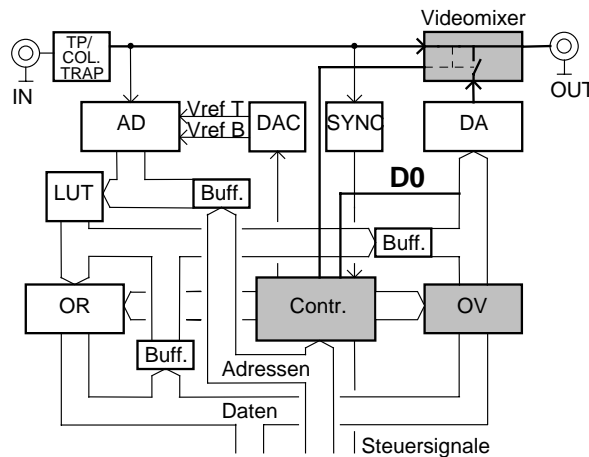 Videomixer
TP/
COL.
TRAP
IN
OUT
AD
Vref T
Vref B
DAC
SYNC
DA
LUT
Buff.
D0
Buff.
OR
Contr.
OV
Buff.
Adressen
Daten
Steuersignale